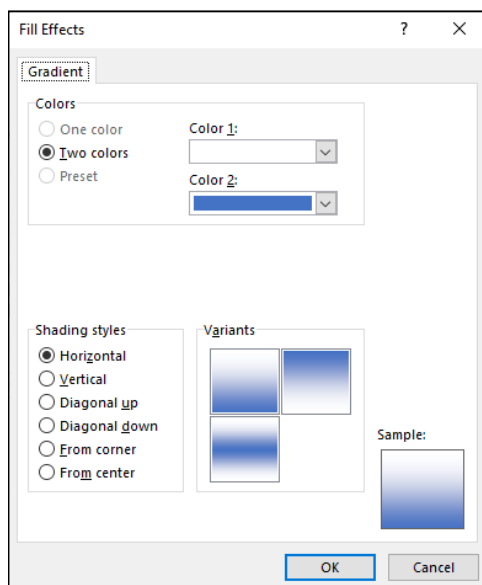 Fill Effects ?
Gradient
Colors
One color
Two colors
Preset
Color 1:
Color 2:
Shading styles
Horizontal
Vertical
Diagonal up
Diagonal down
From corner
From center
Variants
Sample:
OK
Cancel